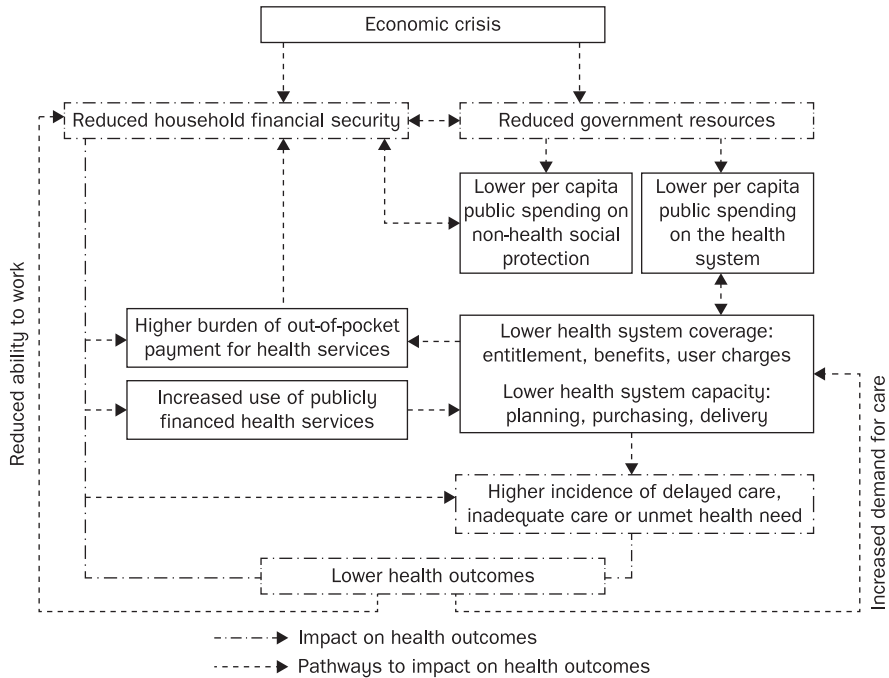 Economic crisis
Reduced household financial security
Reduced government resources
Lower per capita
public spending on
non-health social
protection
Lower per capita
public spending
on the health
system
Higher burden of out-of-pocket
payment for health services
Increased use of publicly
financed health services
Lower health system coverage:
entitlement, benefits, user charges
Lower health system capacity:
planning, purchasing, delivery
Higher incidence of delayed care,
inadequate care or unmet health need
Lower health outcomes
Reduced ability to work
Increased demand for care
Impact on health outcomes
Pathways to impact on health outcomes